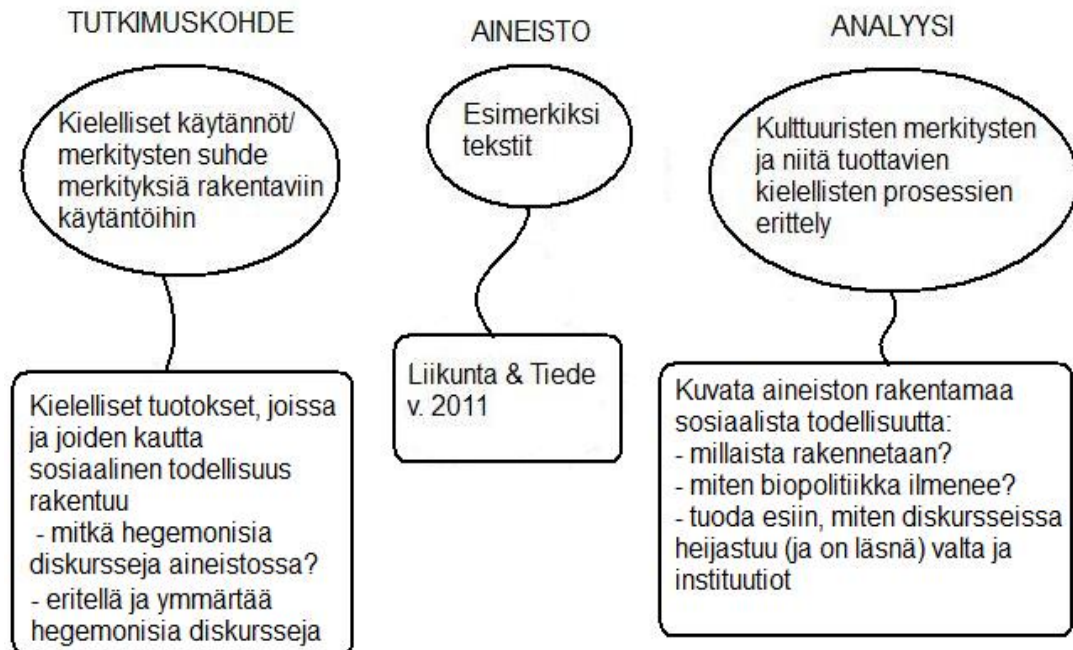 TUTKIMUSKOHDE
Kielelliset käytännöt/
merkitysten suhde
merkityksiä rakentaviin
käytäntöihin
Kielelliset tuotokset, joissa
ja joiden kautta
sosiaalinen todellisuus
rakentuu
- mitkä hegemonisia
diskursseja aineistossa?
- eritellä ja ymmärtää
hegemonisia diskursseja
AINEISTO
Esimerkiksi
tekstit
Liikunta & Tiede
v. 2011
ANALYYSI
Kulttuuristen merkitysten
ja niitä tuottavien
kielellisten prosessien
erittely
Kuvata aineiston rakentamaa
sosiaalista todellisuutta:
- millaista rakennetaan?
- miten biopolitiikka ilmenee?
- tuoda esiin, miten diskursseissa
heijastuu (ja on läsnä) valta ja
instituutiot